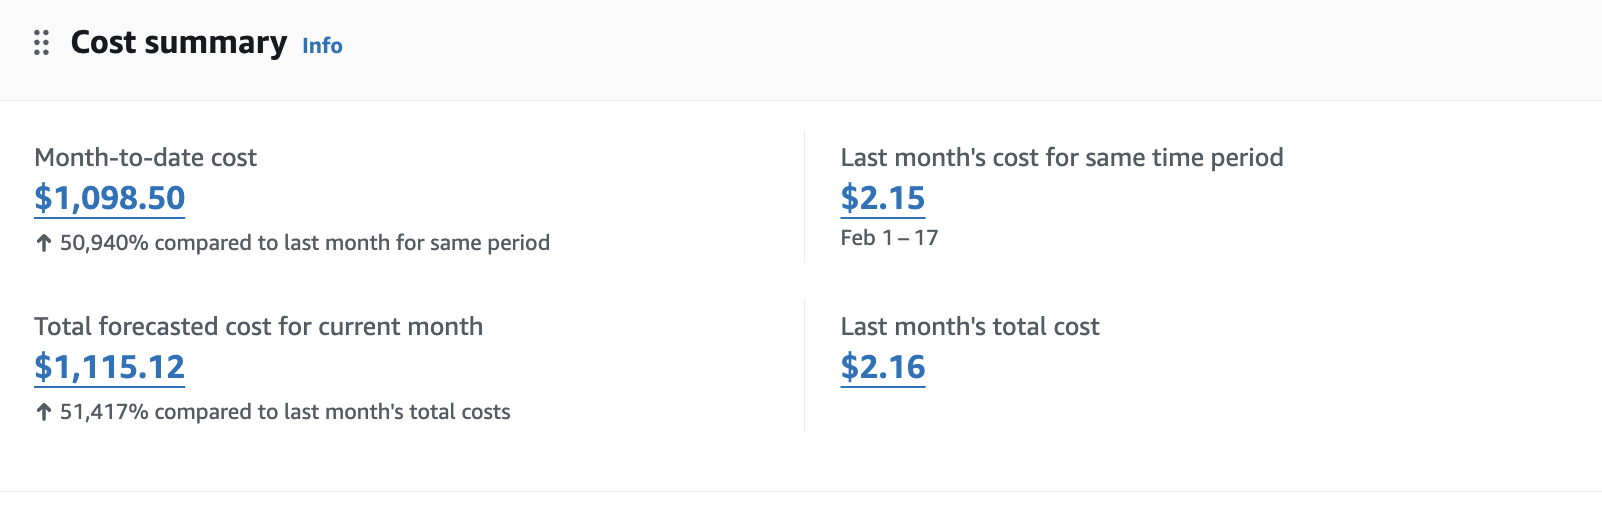 Cost summary Info
Month-to-date cost
$1,098.50
↑ 50,940% compared to last month for same period
Last month's cost for same time period
$2.15
Feb 1 – 17
Total forecasted cost for current month
$1,115.12
↑ 51,417% compared to last month's total costs
Last month's total cost
$2.16